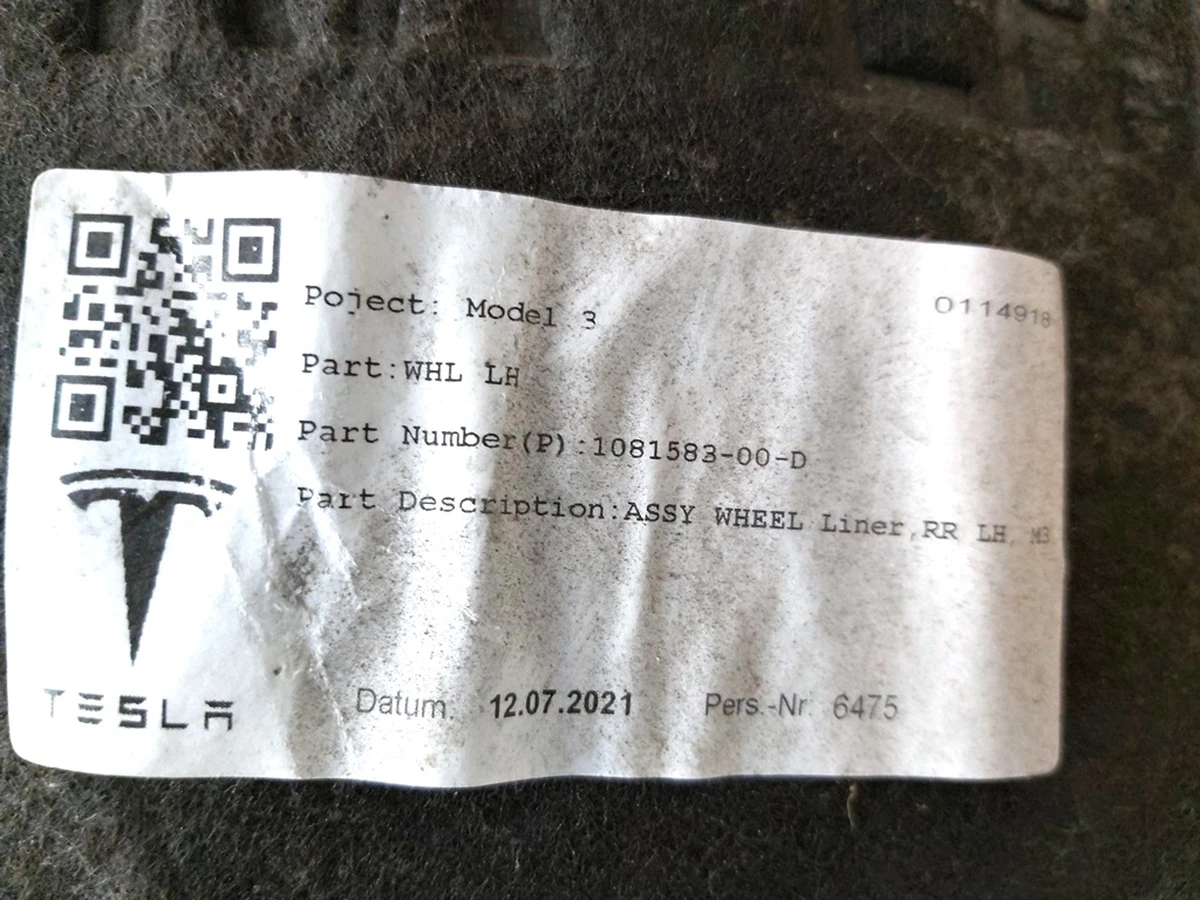 Poject: Model 3
O114918
Part:WHL LH
Part Number(P):1081583-00-D
Part Description:ASSY WHEEL Liner,RR LH, M3
TESLA
Datum: 12.07.2021 Pers.-Nr: 6475